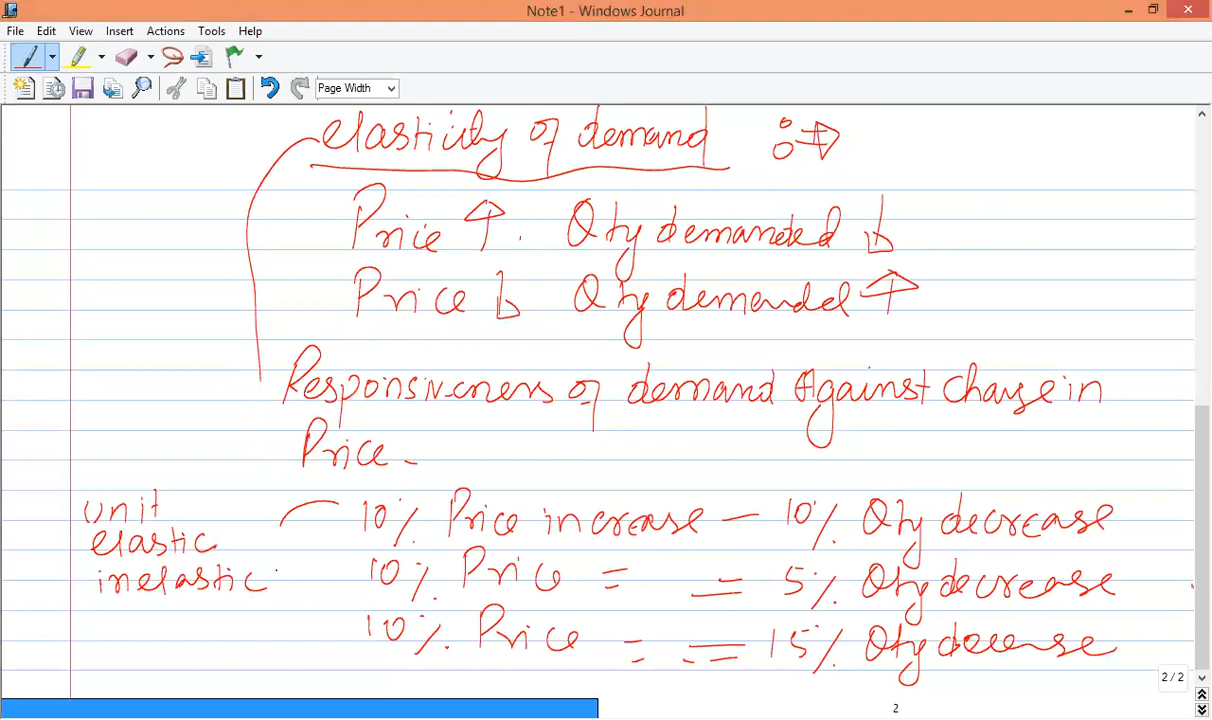 Note1 - Windows Journal
File Edit View Insert Actions Tools Help
Page Width
elasticity of demand :→
Price ↑. Qty demanded ↓
Price ↓ Qty demanded ↑
Responsiveness of demand Against change in
Price -
unit elastic 10% Price increase - 10% Qty decrease
inelastic 10% Price = = 5% Qty decrease
10% Price = = 15% Qty decrease
2 / 2
2